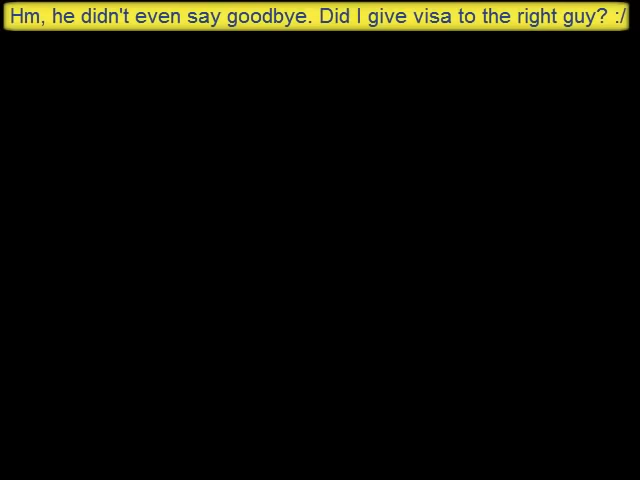 Hm, he didn't even say goodbye. Did I give visa to the right guy? :/